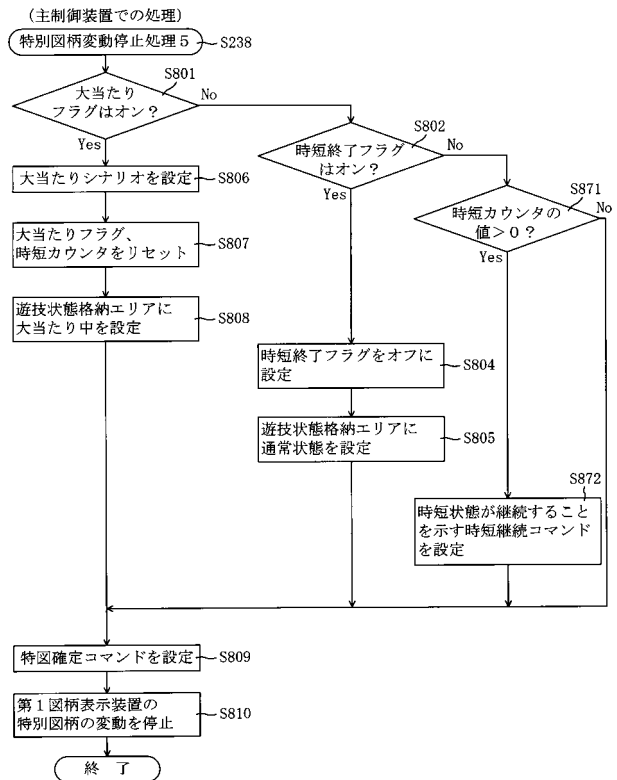 (主制御装置での処理)
特別図柄変動停止処理5
S238
S801
大当たり
フラグはオン?
No
Yes
S802
時短終了フラグ
はオン?
No
Yes
S871
時短カウンタの
値>0?
No
Yes
大当たりシナリオを設定
S806
大当たりフラグ、
時短カウンタをリセット
S807
遊技状態格納エリアに
大当たり中を設定
S808
時短終了フラグをオフに
設定
S804
遊技状態格納エリアに
通常状態を設定
S805
S872
時短状態が継続すること
を示す時短継続コマンド
を設定
特図確定コマンドを設定
S809
第1図柄表示装置の
特別図柄の変動を停止
S810
終 了